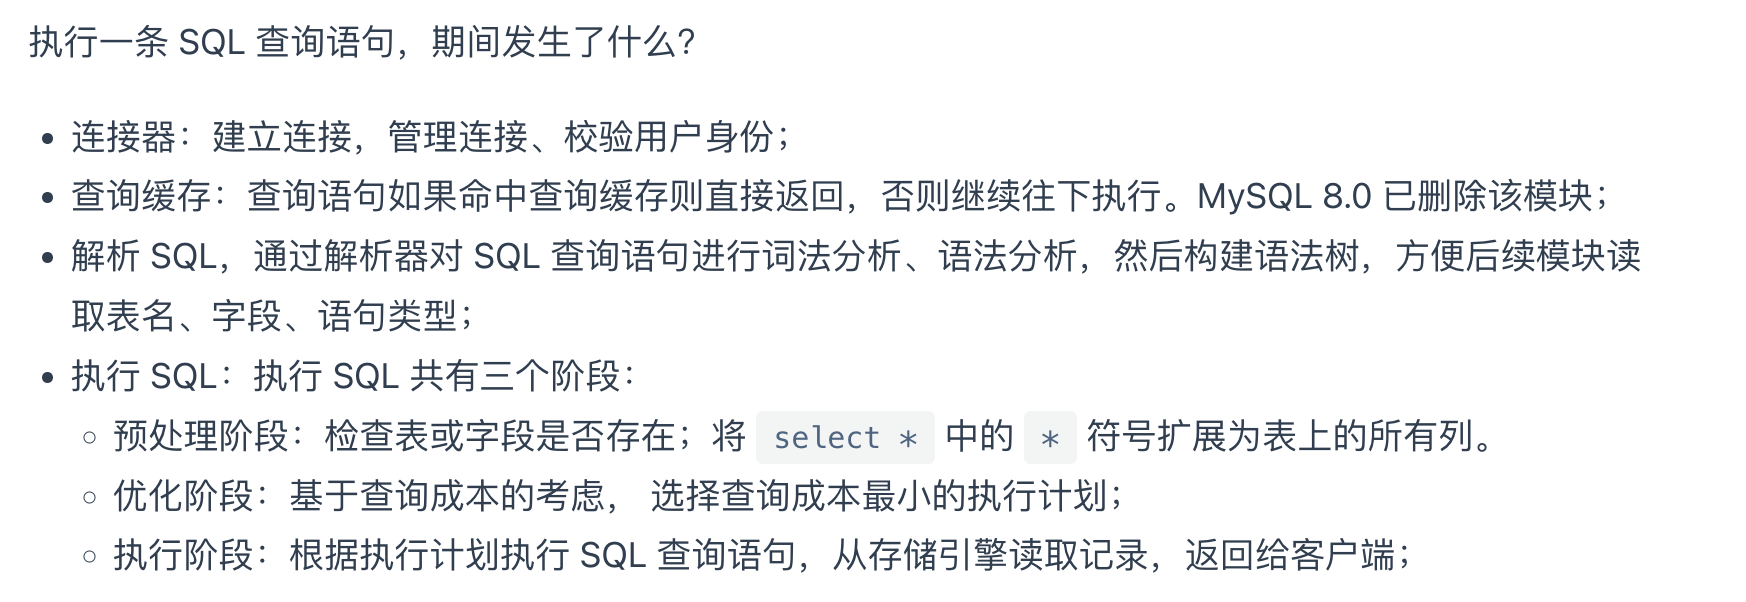 执行一条 SQL 查询语句，期间发生了什么？
• 连接器：建立连接，管理连接、校验用户身份；
• 查询缓存：查询语句如果命中查询缓存则直接返回，否则继续往下执行。MySQL 8.0 已删除该模块；
• 解析 SQL，通过解析器对 SQL 查询语句进行词法分析、语法分析，然后构建语法树，方便后续模块读
取表名、字段、语句类型；
• 执行 SQL：执行 SQL 共有三个阶段：
◦ 预处理阶段：检查表或字段是否存在；将 select * 中的 * 符号扩展为表上的所有列。
◦ 优化阶段：基于查询成本的考虑， 选择查询成本最小的执行计划；
◦ 执行阶段：根据执行计划执行 SQL 查询语句，从存储引擎读取记录，返回给客户端；